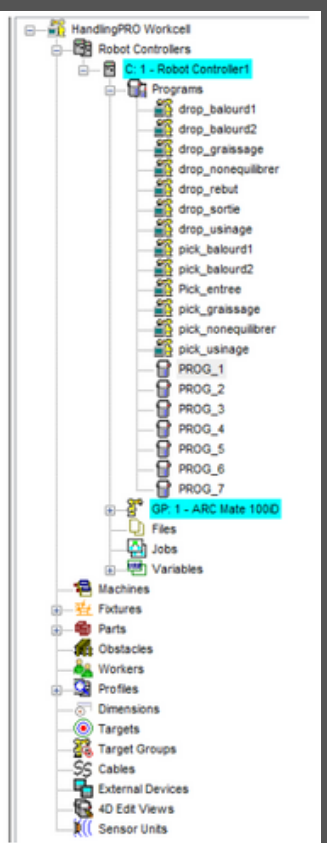 HandlingPRO Workcell
Robot Controllers
C: 1 - Robot Controller1
Programs
drop_balourd1
drop_balourd2
drop_graissage
drop_nonequilibrer
drop_rebut
drop_sortie
drop_usinage
pick_balourd1
pick_balourd2
Pick_entree
pick_graissage
pick_nonequilibrer
pick_usinage
PROG_1
PROG_2
PROG_3
PROG_4
PROG_5
PROG_6
PROG_7
GP: 1 - ARC Mate 100iD
Files
Jobs
Variables
Machines
Fixtures
Parts
Obstacles
Workers
Profiles
Dimensions
Targets
Target Groups
Cables
External Devices
4D Edit Views
Sensor Units